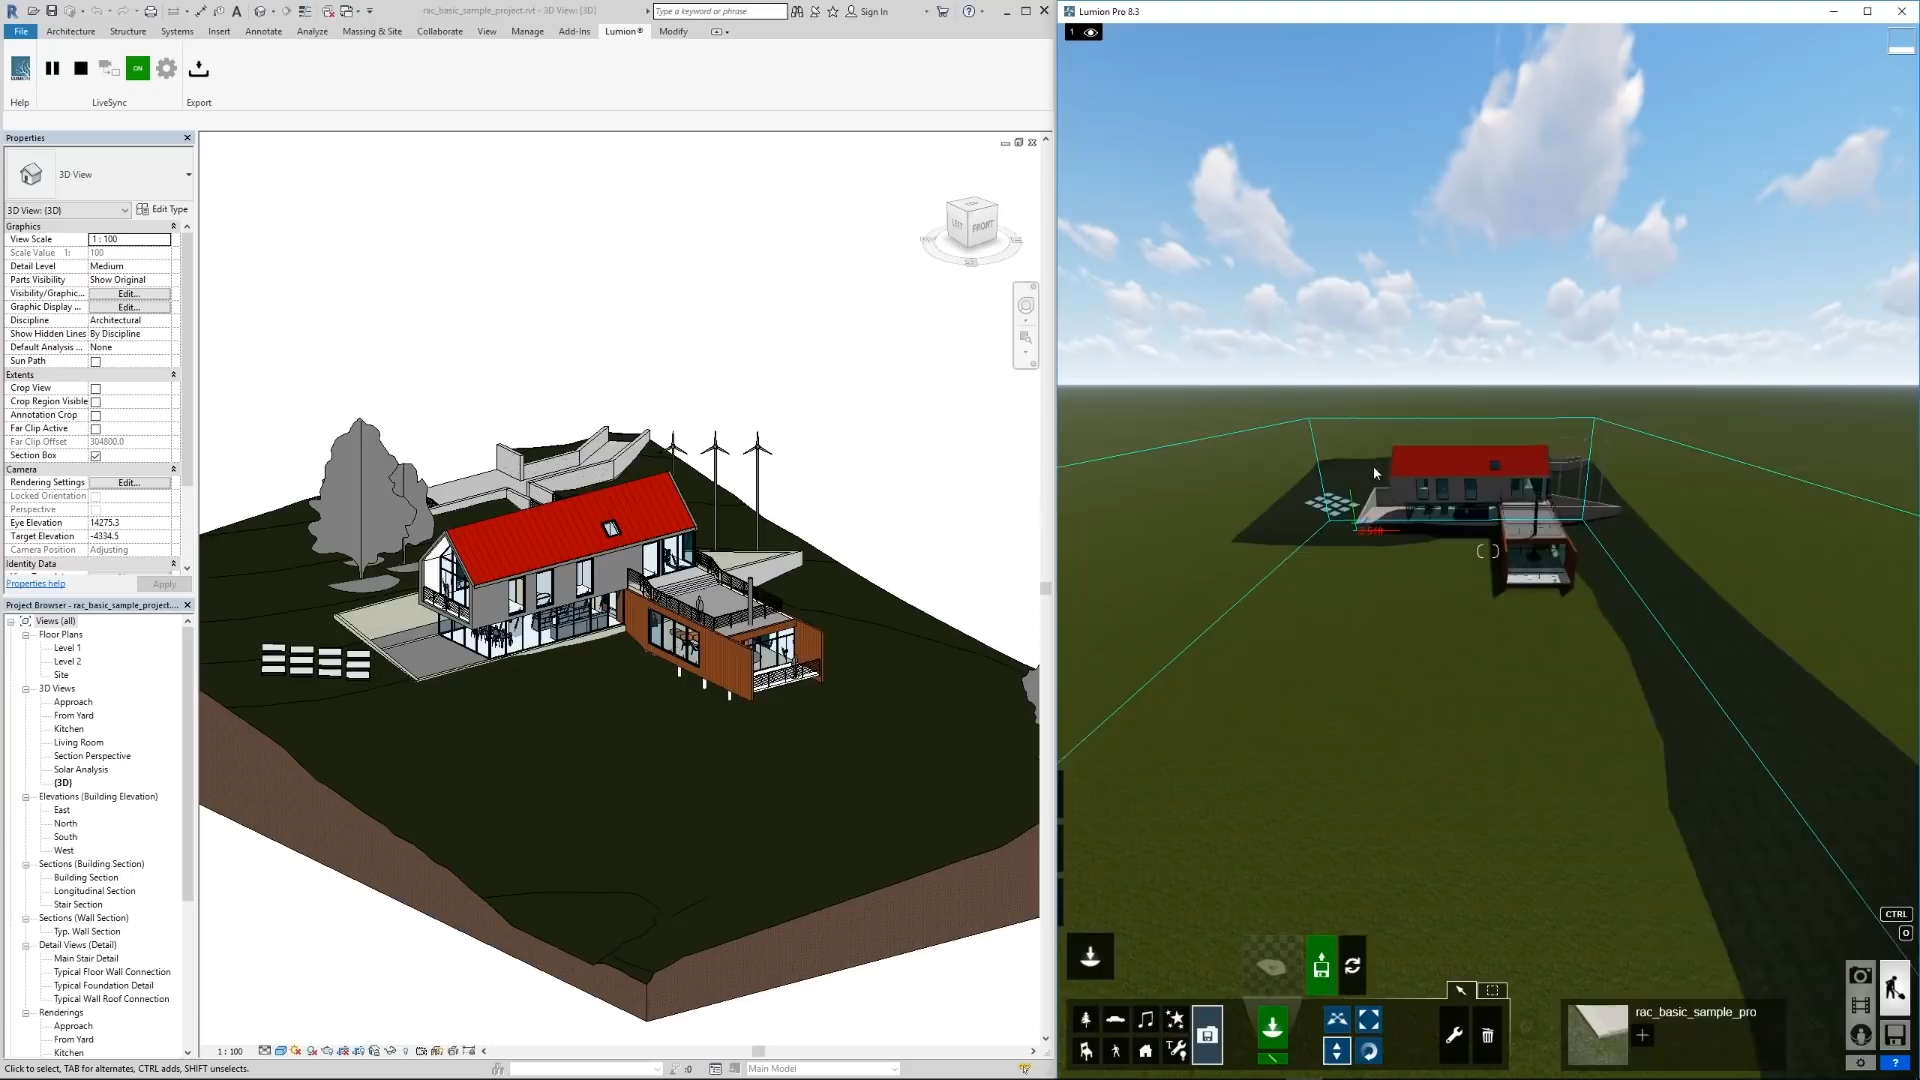 rac_basic_sample_project.rvt - 3D View: {3D}
Type a keyword or phrase
Sign In
File Architecture Structure Systems Insert Annotate Analyze Massing & Site Collaborate View Manage Add-Ins Lumion® Modify
LUMION
ON
Help LiveSync Export
Properties
3D View
3D View: {3D}
Edit Type
Graphics
View Scale 1 : 100
Scale Value 1: 100
Detail Level Medium
Parts Visibility Show Original
Visibility/Graphic... Edit...
Graphic Display ... Edit...
Discipline Architectural
Show Hidden Lines By Discipline
Default Analysis ... None
Sun Path
Extents
Crop View
Crop Region Visible
Annotation Crop
Far Clip Active
Far Clip Offset 304800.0
Section Box
Camera
Rendering Settings Edit...
Locked Orientation
Perspective
Eye Elevation 14275.3
Target Elevation -4334.5
Camera Position Adjusting
Identity Data
Properties help
Apply
Project Browser - rac_basic_sample_project....
Views (all)
Floor Plans
Level 1
Level 2
Site
3D Views
Approach
From Yard
Kitchen
Living Room
Section Perspective
Solar Analysis
{3D}
Elevations (Building Elevation)
East
North
South
West
Sections (Building Section)
Building Section
Longitudinal Section
Stair Section
Sections (Wall Section)
Typ. Wall Section
Detail Views (Detail)
Main Stair Detail
Typical Floor Wall Connection
Typical Foundation Detail
Typical Wall Roof Connection
Renderings
Approach
From Yard
Kitchen
TOP
LEFT
FRONT
1 : 100
Click to select, TAB for alternates, CTRL adds, SHIFT unselects.
:0
Main Model
Lumion Pro 8.3
1
CTRL
O
rac_basic_sample_pro
?